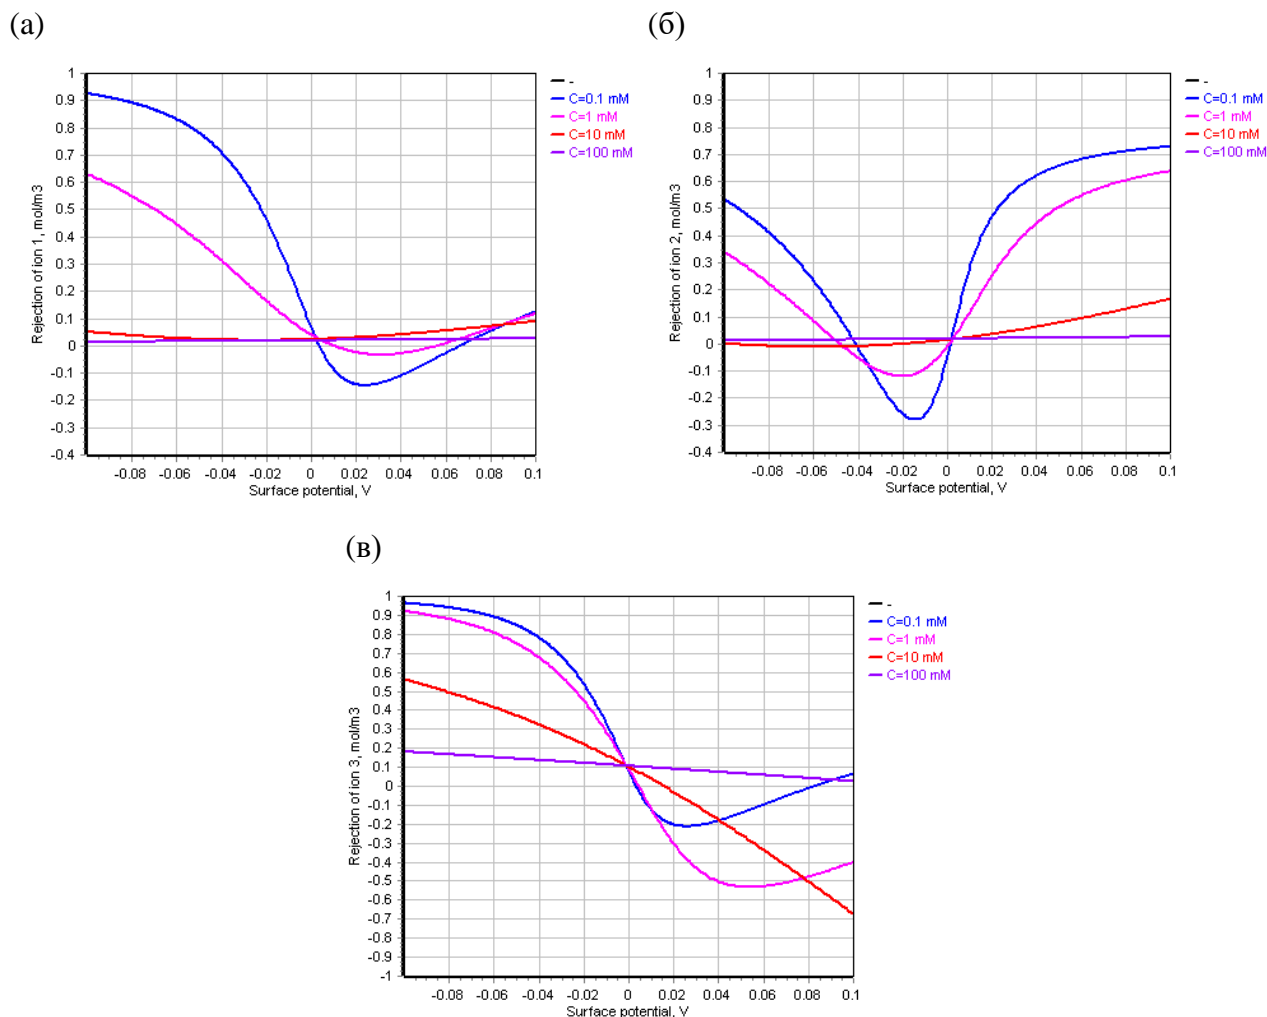 (а)
1
0.9
0.8
0.7
0.6
0.5
0.4
0.3
0.2
0.1
0
-0.1
-0.2
-0.3
-0.4
Rejection of ion 1, mol/m3
-0.08 -0.06 -0.04 -0.02 0 0.02 0.04 0.06 0.08 0.1
Surface potential, V
-
C=0.1 mM
C=1 mM
C=10 mM
C=100 mM
(б)
1
0.9
0.8
0.7
0.6
0.5
0.4
0.3
0.2
0.1
0
-0.1
-0.2
-0.3
-0.4
Rejection of ion 2, mol/m3
-0.08 -0.06 -0.04 -0.02 0 0.02 0.04 0.06 0.08 0.1
Surface potential, V
-
C=0.1 mM
C=1 mM
C=10 mM
C=100 mM
(в)
1
0.9
0.8
0.7
0.6
0.5
0.4
0.3
0.2
0.1
0
-0.1
-0.2
-0.3
-0.4
-0.5
-0.6
-0.7
-0.8
-0.9
-1
Rejection of ion 3, mol/m3
-0.08 -0.06 -0.04 -0.02 0 0.02 0.04 0.06 0.08 0.1
Surface potential, V
-
C=0.1 mM
C=1 mM
C=10 mM
C=100 mM